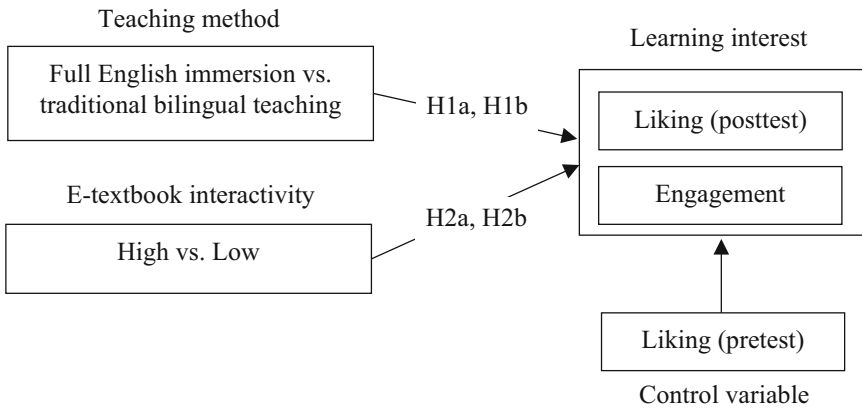 Teaching method
Full English immersion vs.
traditional bilingual teaching
H1a, H1b
E-textbook interactivity
High vs. Low
H2a, H2b
Learning interest
Liking (posttest)
Engagement
Liking (pretest)
Control variable